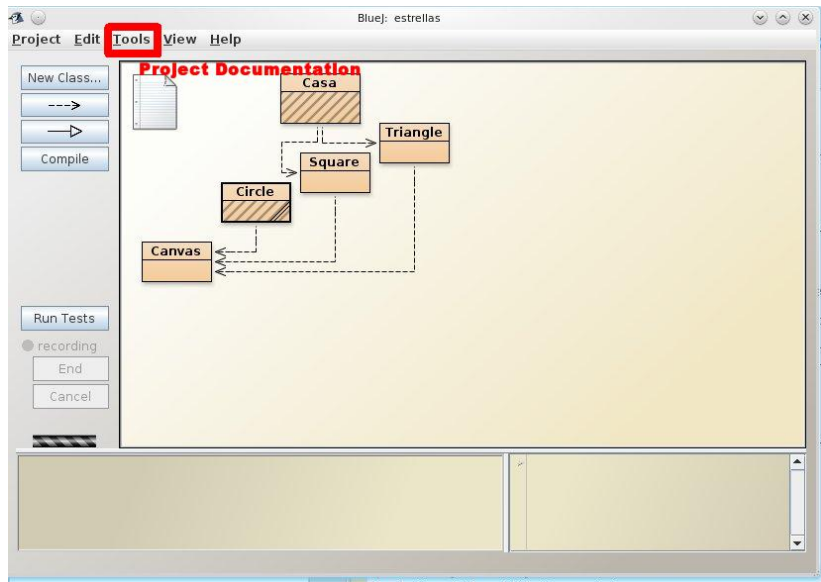 BlueJ: estrellas
Project Edit Tools View Help
Project Documentation
New Class...
Compile
Casa
Triangle
Square
Circle
Canvas
Run Tests
recording
End
Cancel